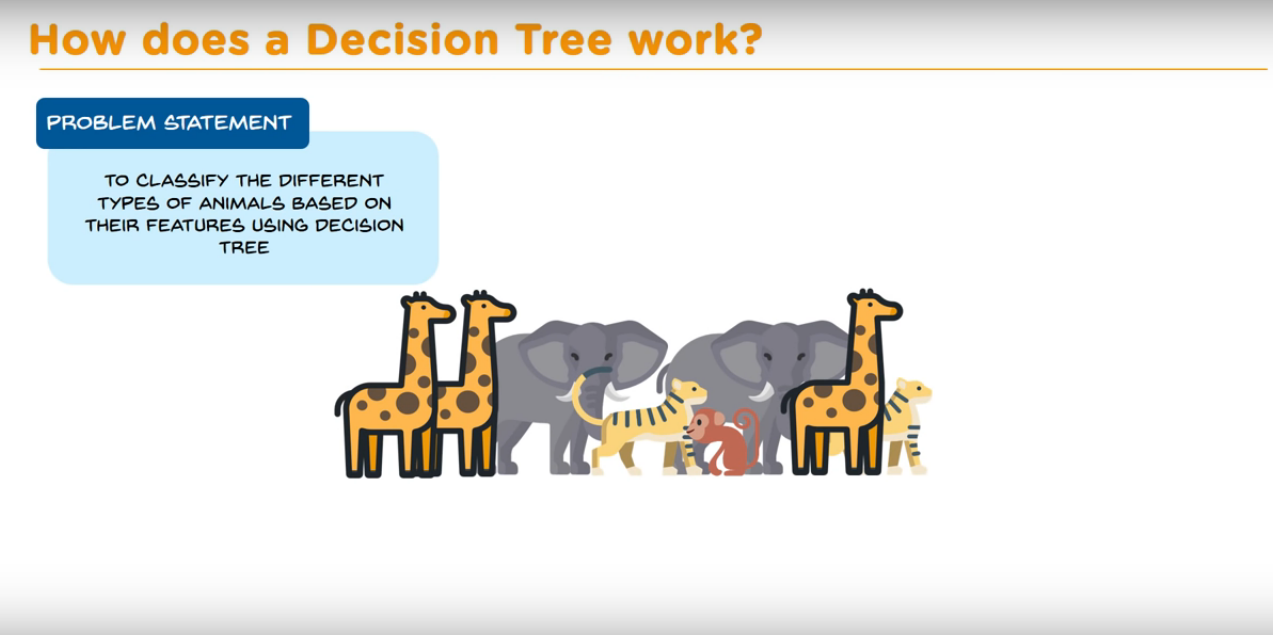 How does a Decision Tree work?
PROBLEM STATEMENT
TO CLASSIFY THE DIFFERENT
TYPES OF ANIMALS BASED ON
THEIR FEATURES USING DECISION
TREE